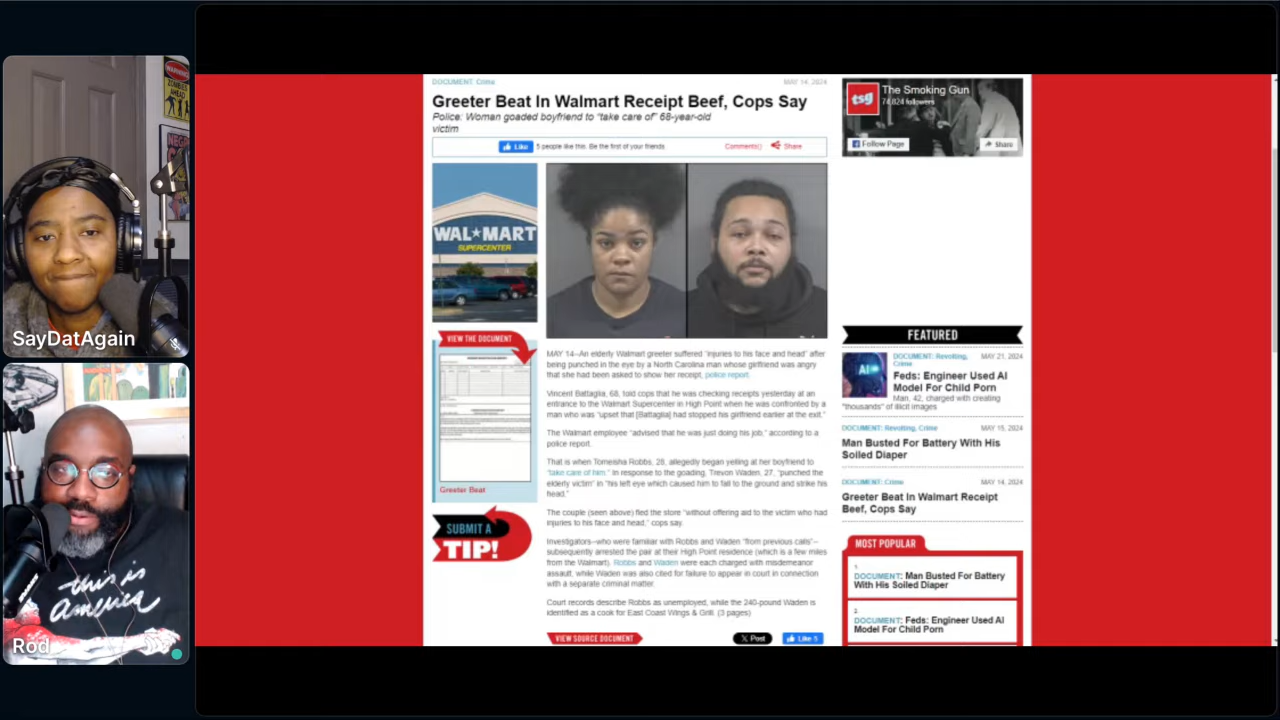 WARNING
ZOMBIES
AHEAD
SayDatAgain
this is
America
Rod
DOCUMENT Crime
MAY 14, 2024
Greeter Beat In Walmart Receipt Beef, Cops Say
Police: Woman goaded boyfriend to "take care of" 68-year-old
victim
Like
5 people like this. Be the first of your friends.
Comments()
Share
WAL★MART
SUPERCENTER
VIEW THE DOCUMENT
Greeter Beat
SUBMIT A
TIP!
MAY 14--An elderly Walmart greeter suffered "injuries to his face and head" after
being punched in the eye by a North Carolina man whose girlfriend was angry
that she had been asked to show her receipt, police report.
Vincent Battaglia, 68, told cops that he was checking receipts yesterday at an
entrance to the Walmart Supercenter in High Point when he was confronted by a
man who was "upset that [Battaglia] had stopped his girlfriend earlier at the exit."
The Walmart employee "advised that he was just doing his job," according to a
police report.
That is when Tomeisha Robbs, 28, allegedly began yelling at her boyfriend to
"take care of him." In response to the goading, Trevon Waden, 27, "punched the
elderly victim" in "his left eye which caused him to fall to the ground and strike his
head."
The couple (seen above) fled the store "without offering aid to the victim who had
injuries to his face and head," cops say.
Investigators--who were familiar with Robbs and Waden "from previous calls"--
subsequently arrested the pair at their High Point residence (which is a few miles
from the Walmart). Robbs and Waden were each charged with misdemeanor
assault, while Waden was also cited for failure to appear in court in connection
with a separate criminal matter.
Court records describe Robbs as unemployed, while the 240-pound Waden is
identified as a cook for East Coast Wings & Grill. (3 pages)
VIEW SOURCE DOCUMENT
X Post
Like 5
tsg
The Smoking Gun
74,824 followers
Follow Page
Share
FEATURED
AI
DOCUMENT: Revolting,
Crime
MAY 21, 2024
Feds: Engineer Used AI
Model For Child Porn
Man, 42, charged with creating
"thousands" of illicit images
DOCUMENT: Revolting, Crime
MAY 15, 2024
Man Busted For Battery With His
Soiled Diaper
DOCUMENT: Crime
MAY 14, 2024
Greeter Beat In Walmart Receipt
Beef, Cops Say
MOST POPULAR
1.
DOCUMENT: Man Busted For Battery
With His Soiled Diaper
2.
DOCUMENT: Feds: Engineer Used AI
Model For Child Porn